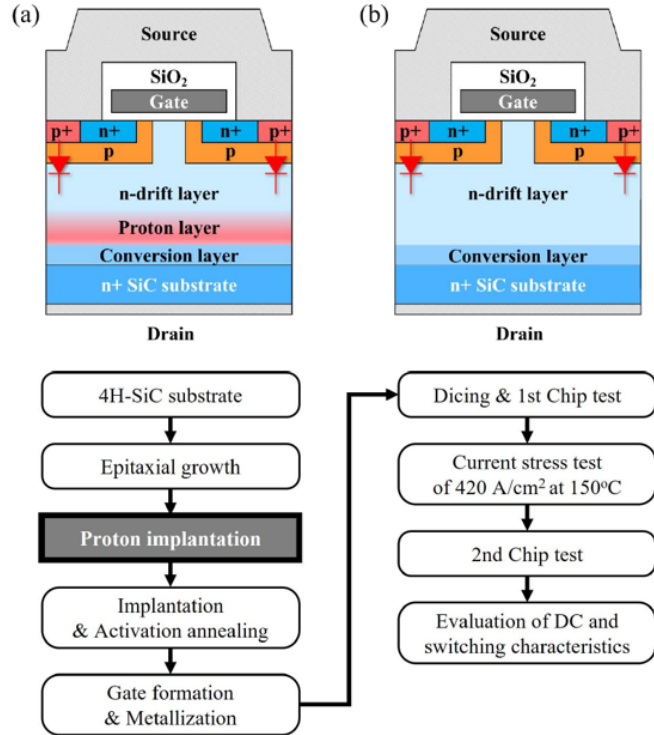 (a)
Source
SiO₂
Gate
p+ n+ n+ p+
p p
n-drift layer
Proton layer
Conversion layer
n+ SiC substrate
Drain
(b)
Source
SiO₂
Gate
p+ n+ n+ p+
p p
n-drift layer
Conversion layer
n+ SiC substrate
Drain
4H-SiC substrate
Epitaxial growth
Proton implantation
Implantation
& Activation annealing
Gate formation
& Metallization
Dicing & 1st Chip test
Current stress test
of 420 A/cm² at 150°C
2nd Chip test
Evaluation of DC and
switching characteristics